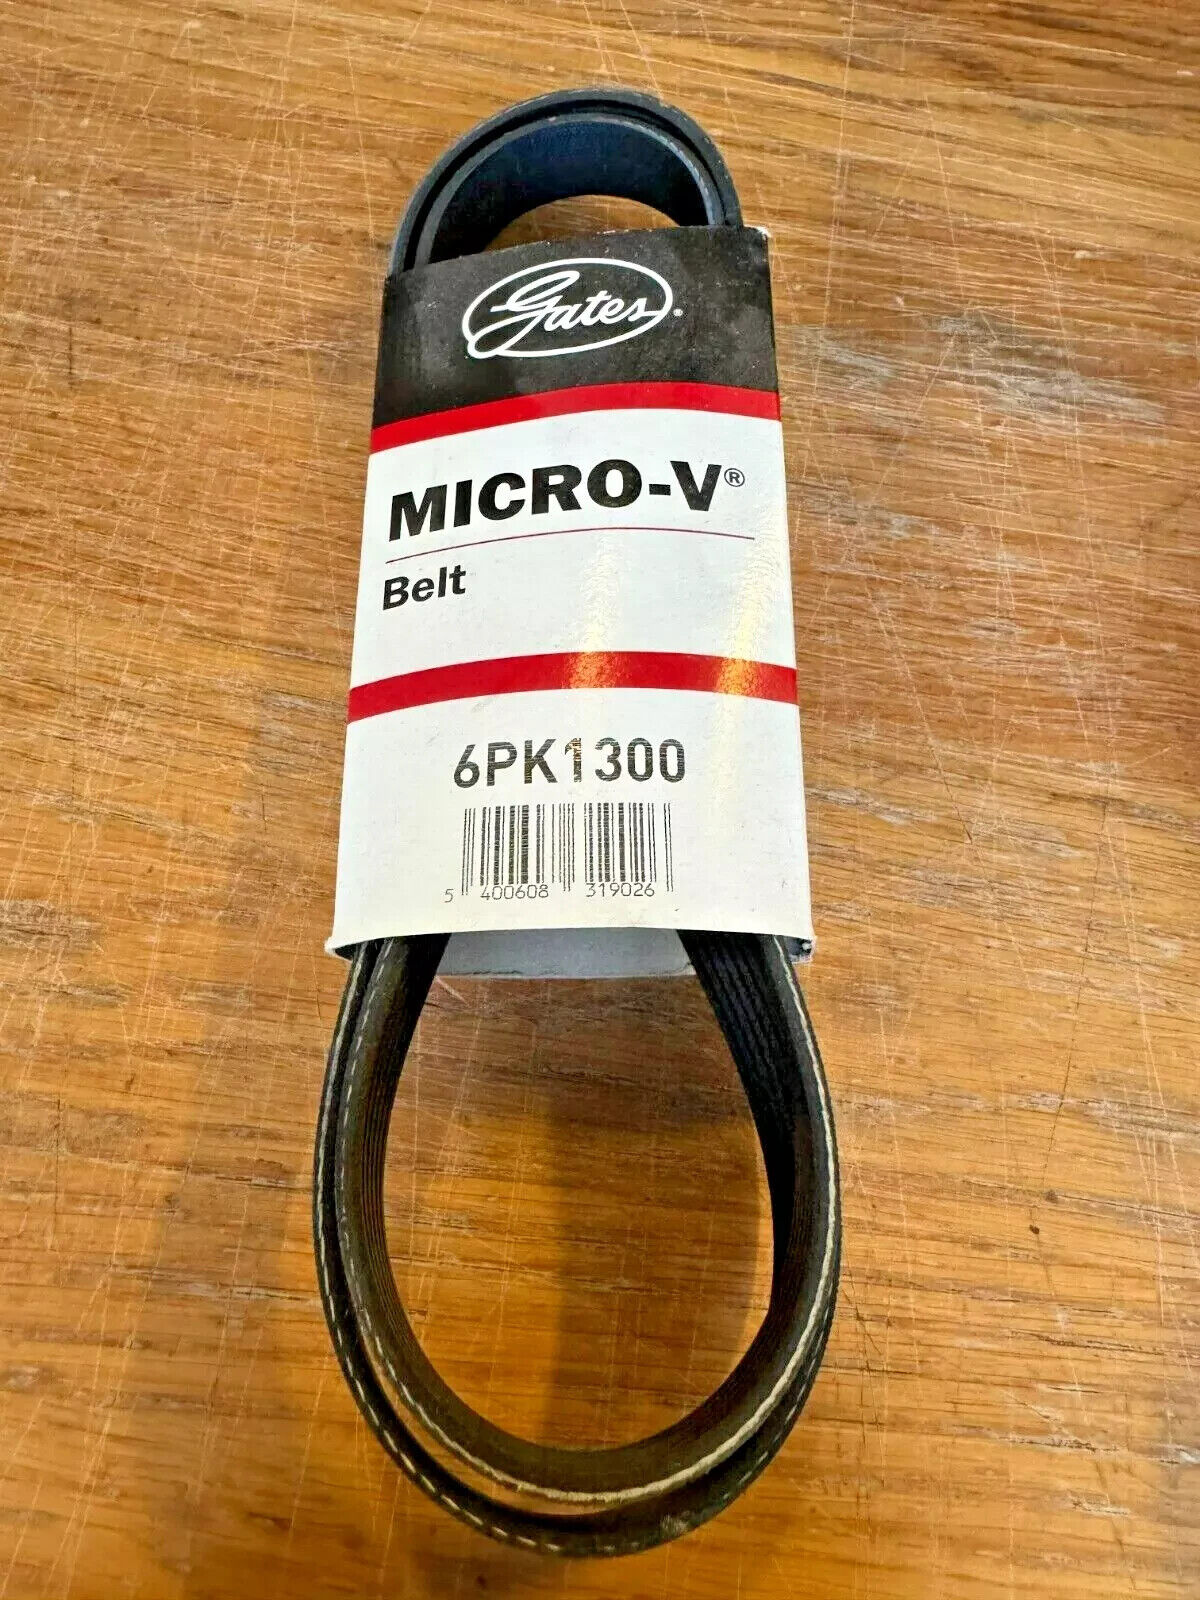 Gates®
MICRO-V®
Belt
6PK1300
5 400608 319026